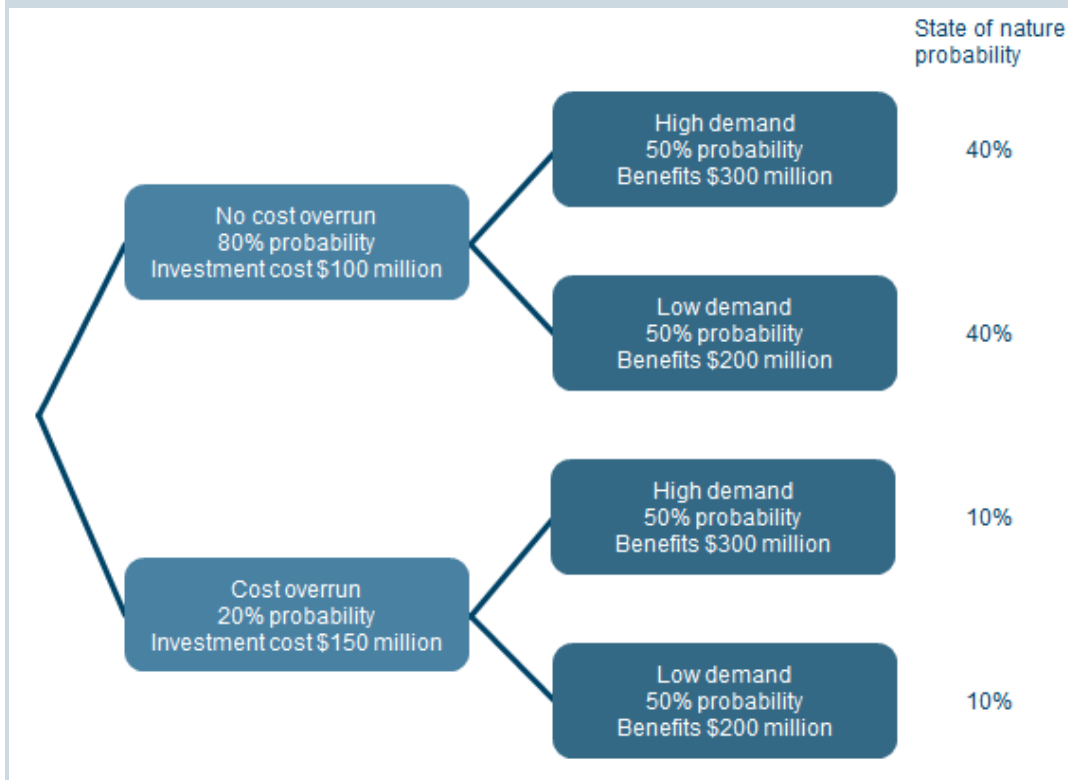 State of nature
probability
High demand
50% probability
Benefits $300 million
40%
No cost overrun
80% probability
Investment cost $100 million
Low demand
50% probability
Benefits $200 million
40%
High demand
50% probability
Benefits $300 million
10%
Cost overrun
20% probability
Investment cost $150 million
Low demand
50% probability
Benefits $200 million
10%